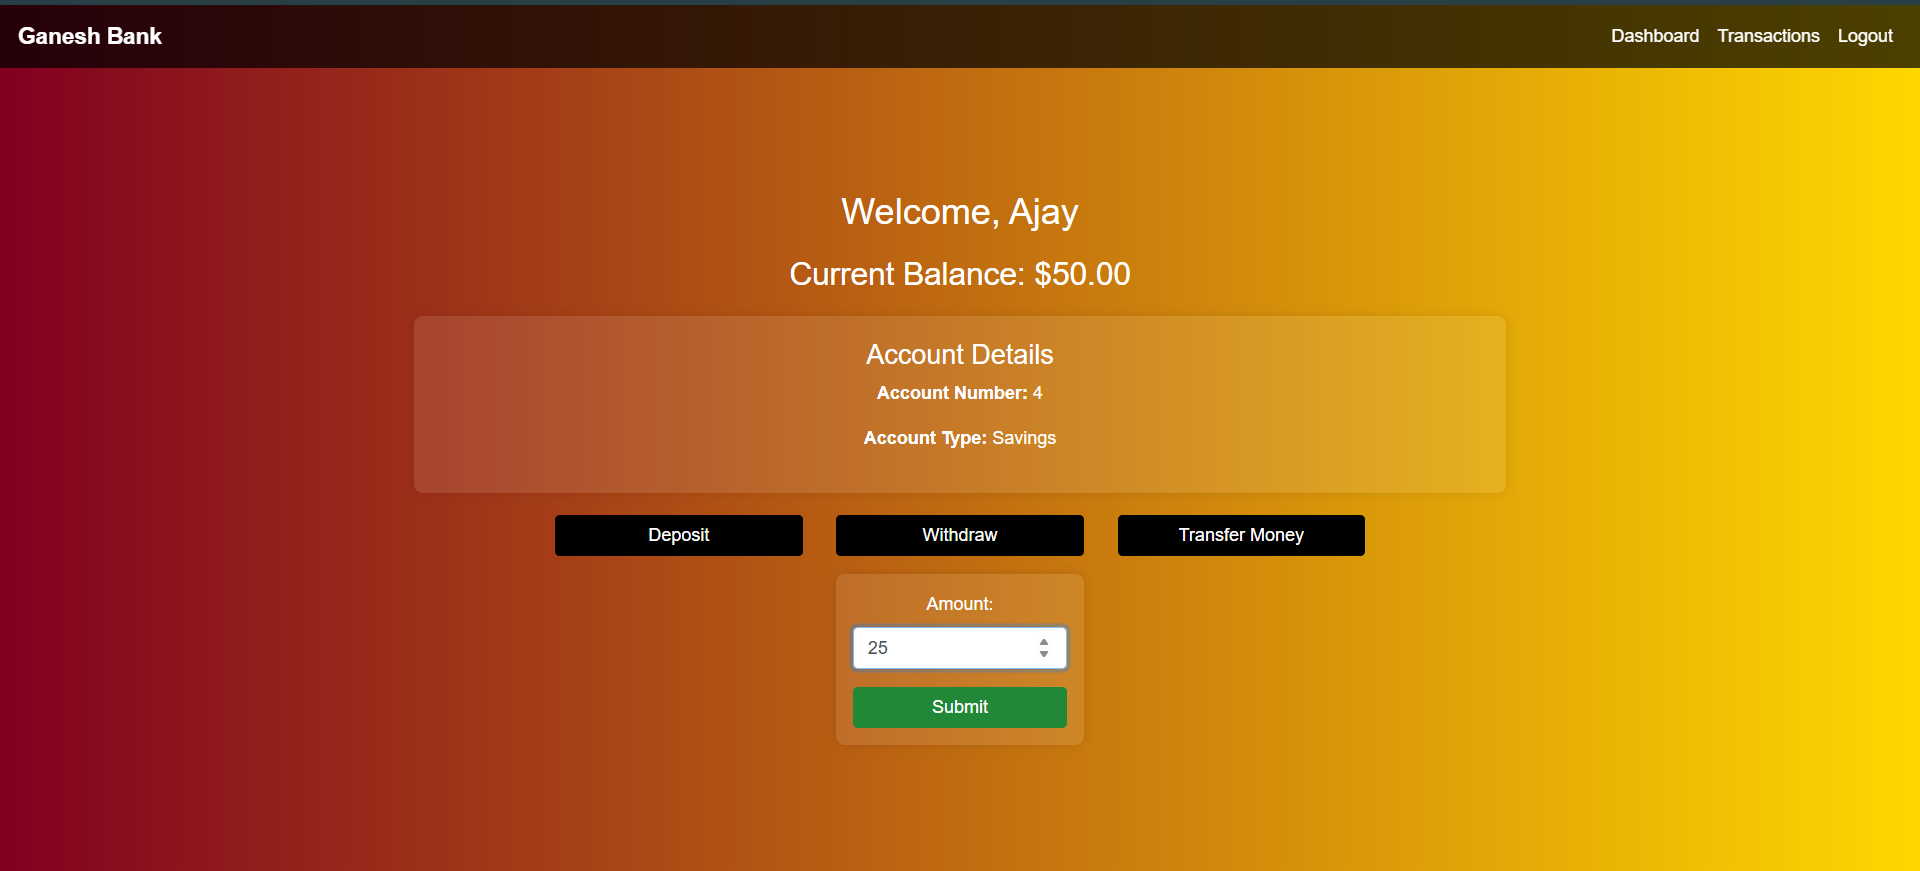 Ganesh Bank
Dashboard Transactions Logout
Welcome, Ajay
Current Balance: $50.00
Account Details
Account Number: 4
Account Type: Savings
Deposit
Withdraw
Transfer Money
Amount:
25
Submit